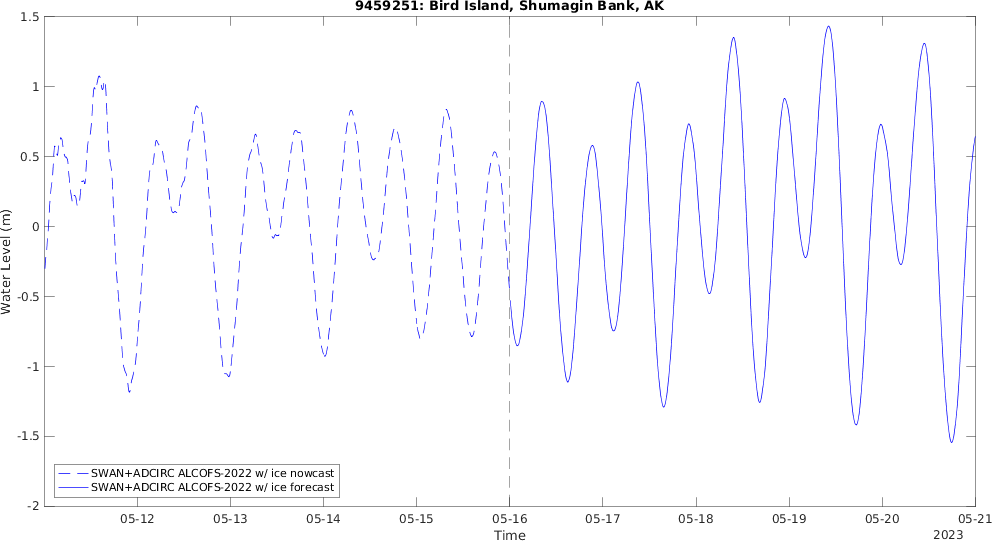 9459251: Bird Island, Shumagin Bank, AK
1.5
1
0.5
0
-0.5
-1
-1.5
-2
Water Level (m)
SWAN+ADCIRC ALCOFS-2022 w/ ice nowcast
SWAN+ADCIRC ALCOFS-2022 w/ ice forecast
05-12 05-13 05-14 05-15 05-16 05-17 05-18 05-19 05-20 05-21
Time
2023